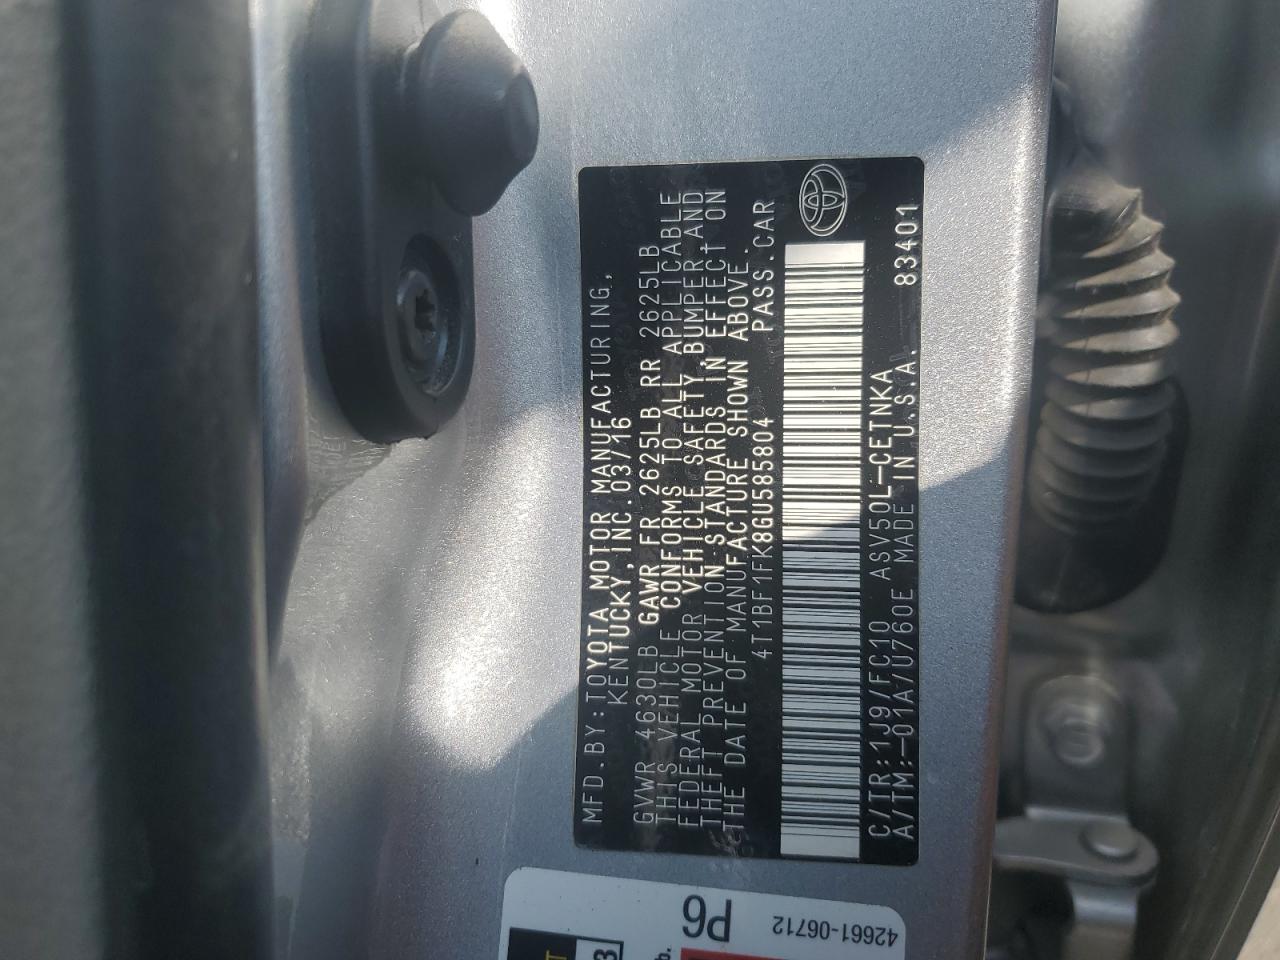 MFD.BY:TOYOTA MOTOR MANUFACTURING,
KENTUCKY,INC.03/16
GVWR 4630LB GAWR FR 2625LB RR 2625LB
THIS VEHICLE CONFORMS TO ALL APPLICABLE
FEDERAL MOTOR VEHICLE SAFETY,BUMPER,AND
THEFT PREVENTION STANDARDS IN EFFECT ON
THE DATE OF MANUFACTURE SHOWN ABOVE.
4T1BF1FK8GU585804 PASS.CAR
C/TR:1J9/FC10 ASV50L-CETNKA
A/TM:-01A/U760E MADE IN U.S.A. 83401
P6
42661-06712